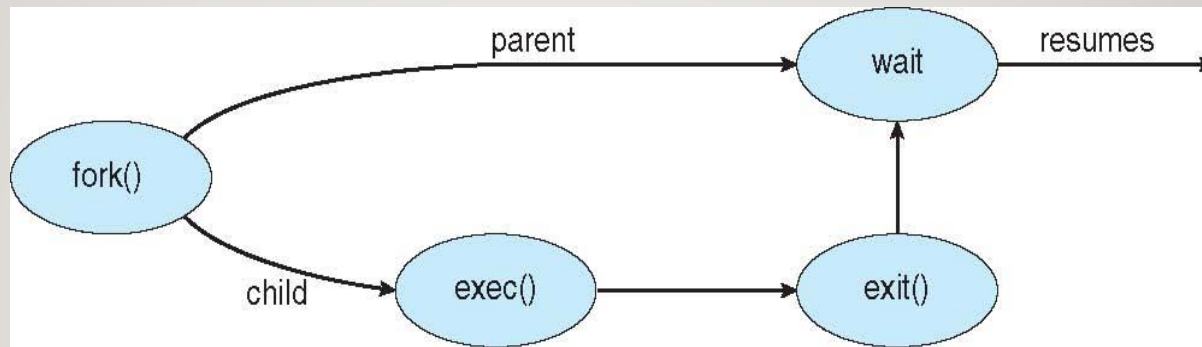 parent
wait
resumes
fork()
child
exec()
exit()